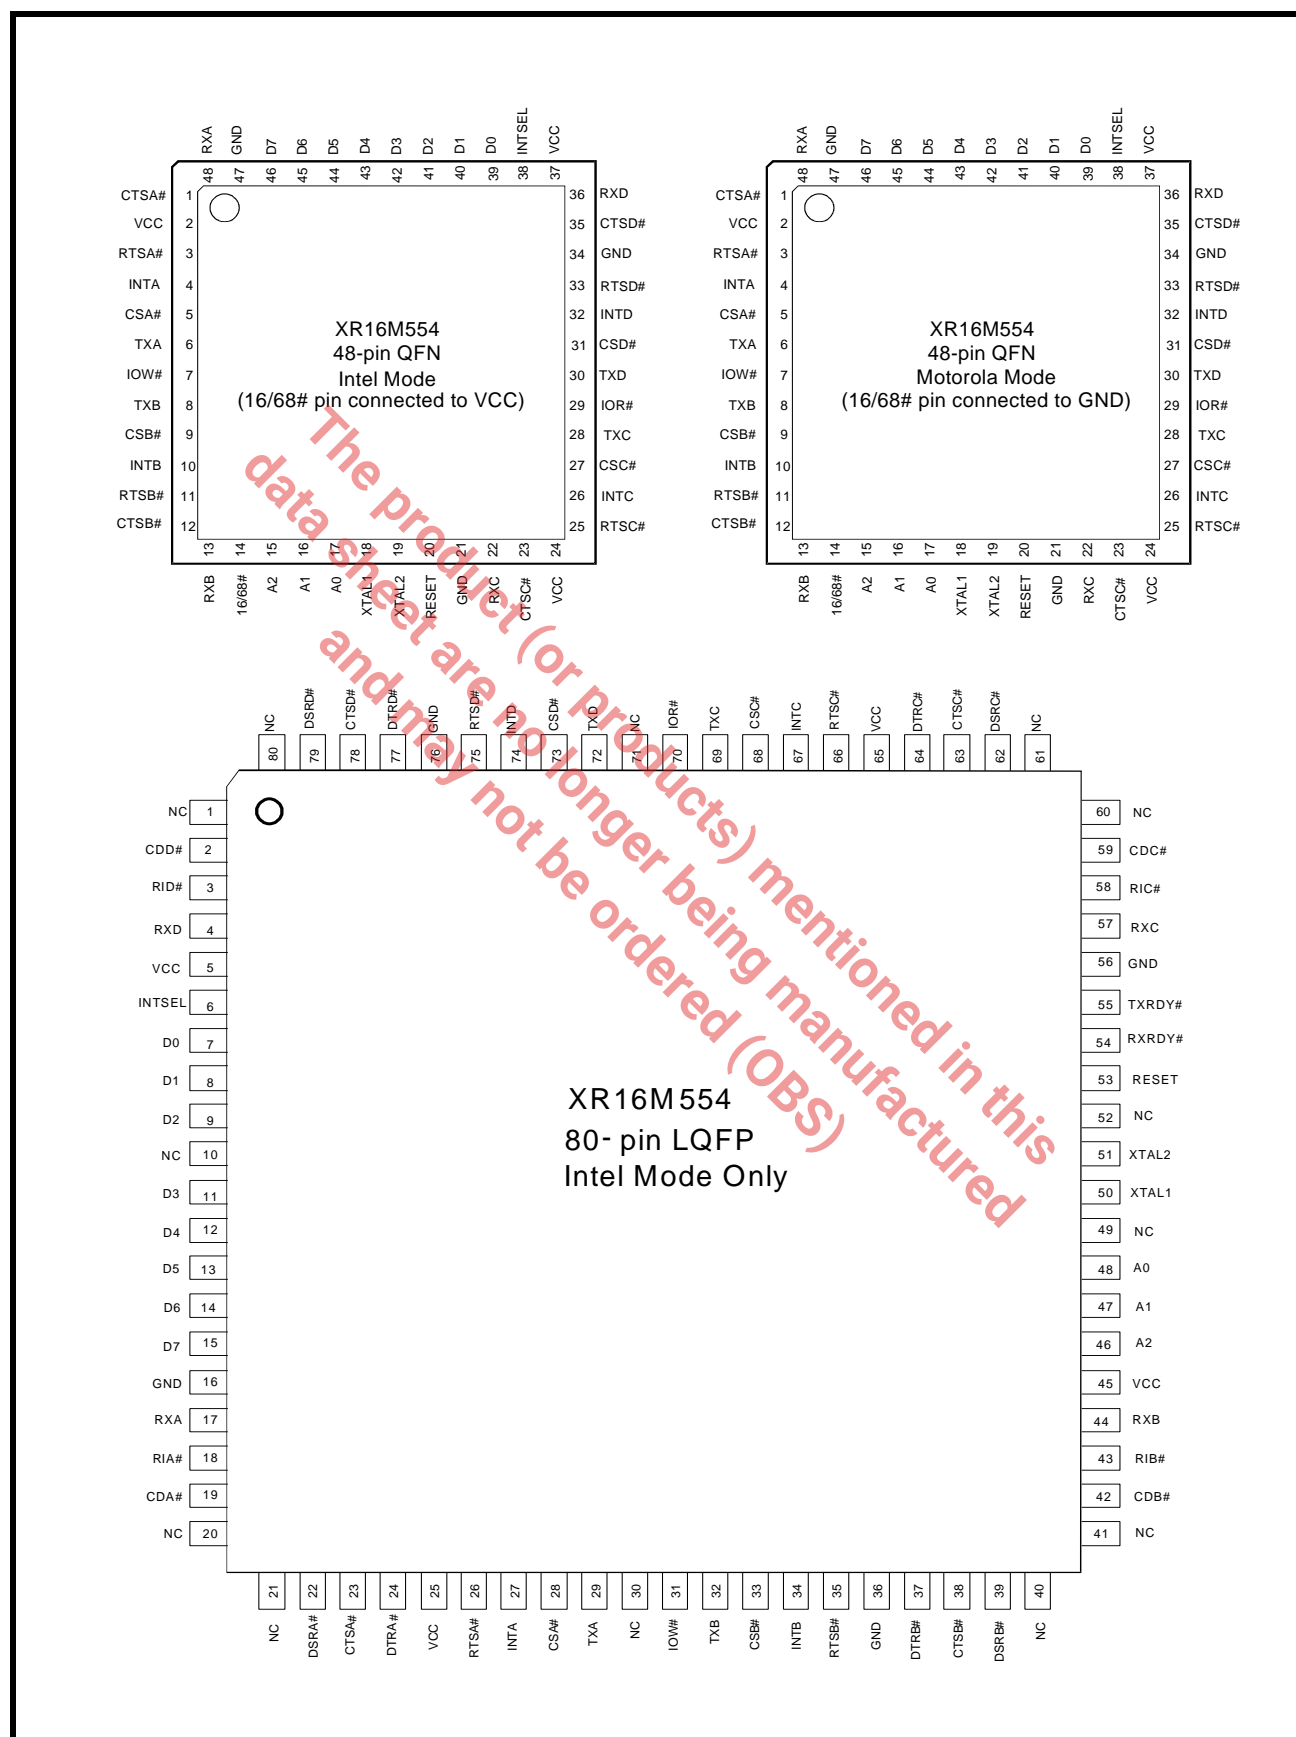 RXA GND D7 D6 D5 D4 D3 D2 D1 D0 INTSEL VCC
48 47 46 45 44 43 42 41 40 39 38 37
CTSA# 1 36 RXD
VCC 2 35 CTSD#
RTSA# 3 34 GND
INTA 4 33 RTSD#
CSA# 5 32 INTD
TXA 6 31 CSD#
IOW# 7 30 TXD
TXB 8 29 IOR#
CSB# 9 28 TXC
INTB 10 27 CSC#
RTSB# 11 26 INTC
CTSB# 12 25 RTSC#
XR16M554
48-pin QFN
Intel Mode
(16/68# pin connected to VCC)
13 14 15 16 17 18 19 20 21 22 23 24
RXB 16/68# A2 A1 A0 XTAL1 XTAL2 RESET GND RXC CTSC# VCC
RXA GND D7 D6 D5 D4 D3 D2 D1 D0 INTSEL VCC
48 47 46 45 44 43 42 41 40 39 38 37
CTSA# 1 36 RXD
VCC 2 35 CTSD#
RTSA# 3 34 GND
INTA 4 33 RTSD#
CSA# 5 32 INTD
TXA 6 31 CSD#
IOW# 7 30 TXD
TXB 8 29 IOR#
CSB# 9 28 TXC
INTB 10 27 CSC#
RTSB# 11 26 INTC
CTSB# 12 25 RTSC#
XR16M554
48-pin QFN
Motorola Mode
(16/68# pin connected to GND)
13 14 15 16 17 18 19 20 21 22 23 24
RXB 16/68# A2 A1 A0 XTAL1 XTAL2 RESET GND RXC CTSC# VCC
NC DSRD# CTSD# DTRD# GND RTSD# INTD CSD# TXD NC IOR# TXC CSC# INTC RTSC# VCC DTRC# CTSC# DSRC# NC
80 79 78 77 76 75 74 73 72 71 70 69 68 67 66 65 64 63 62 61
NC 1 60 NC
CDD# 2 59 CDC#
RID# 3 58 RIC#
RXD 4 57 RXC
VCC 5 56 GND
INTSEL 6 55 TXRDY#
D0 7 54 RXRDY#
D1 8 53 RESET
D2 9 52 NC
NC 10 51 XTAL2
D3 11 50 XTAL1
D4 12 49 NC
D5 13 48 A0
D6 14 47 A1
D7 15 46 A2
GND 16 45 VCC
RXA 17 44 RXB
RIA# 18 43 RIB#
CDA# 19 42 CDB#
NC 20 41 NC
XR16M554
80- pin LQFP
Intel Mode Only
21 22 23 24 25 26 27 28 29 30 31 32 33 34 35 36 37 38 39 40
NC DSRA# CTSA# DTRA# VCC RTSA# INTA CSA# TXA NC IOW# TXB CSB# INTB RTSB# GND DTRB# CTSB# DSRB# NC
The product (or products) mentioned in this
data sheet are no longer being manufactured
and may not be ordered (OBS)